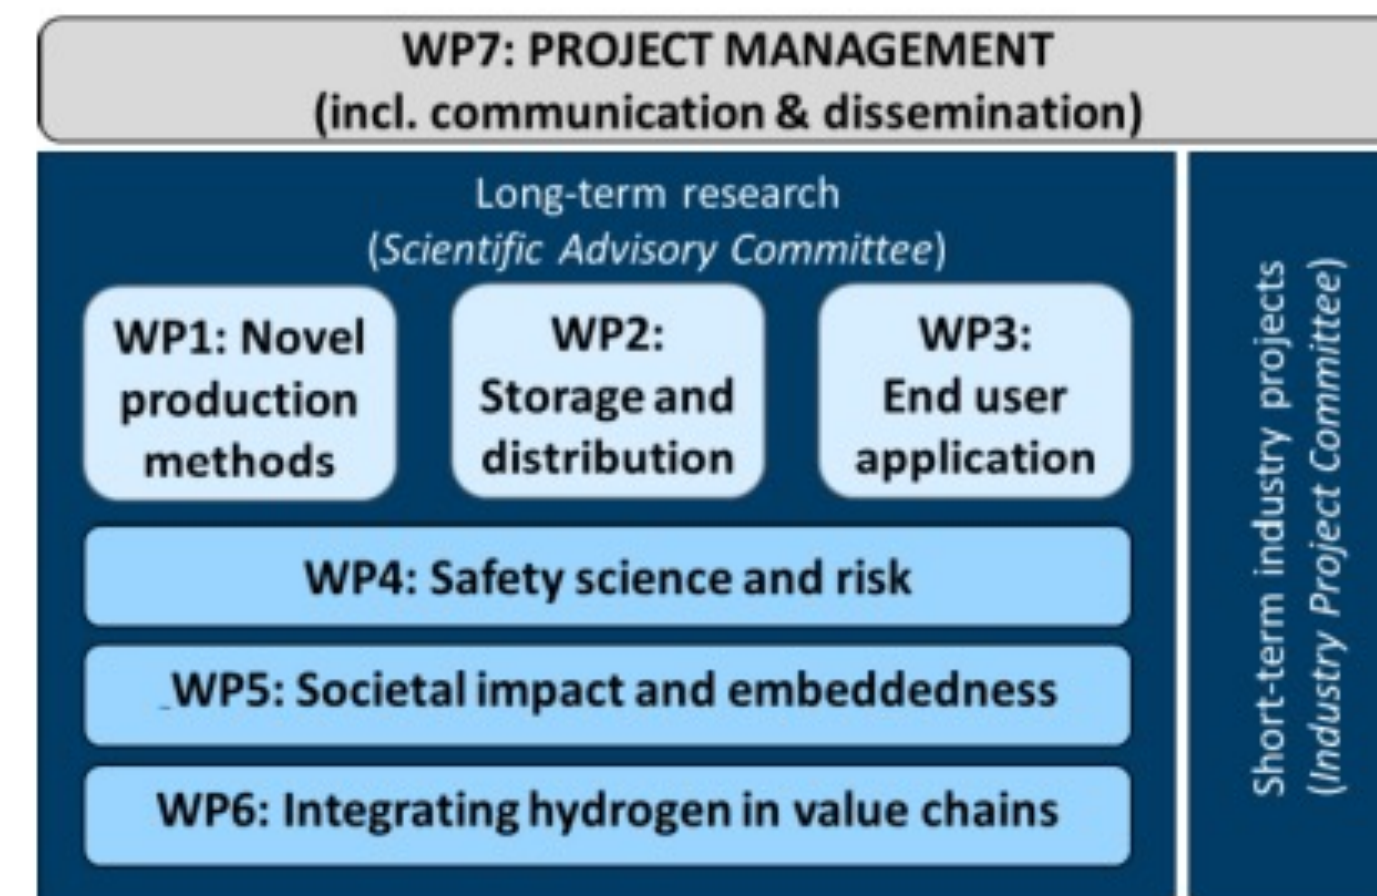 WP7: PROJECT MANAGEMENT
(incl. communication & dissemination)
Long-term research
(Scientific Advisory Committee)
WP1: Novel
production
methods
WP2:
Storage and
distribution
WP3:
End user
application
WP4: Safety science and risk
WP5: Societal impact and embeddedness
WP6: Integrating hydrogen in value chains
Short-term industry projects
(Industry Project Committee)